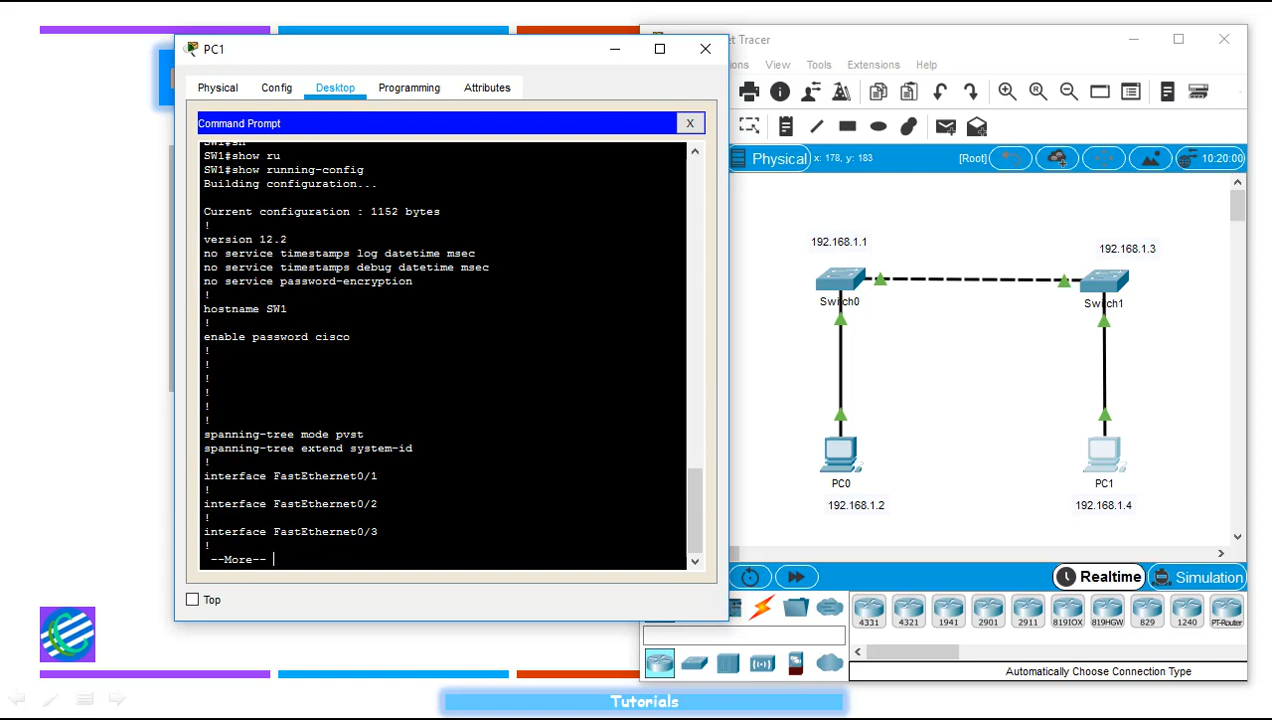 PC1
Physical
Config
Desktop
Programming
Attributes
Command Prompt
X
SW1#sh
SW1#show ru
SW1#show running-config
Building configuration...
Current configuration : 1152 bytes
!
version 12.2
no service timestamps log datetime msec
no service timestamps debug datetime msec
no service password-encryption
!
hostname SW1
!
enable password cisco
!
!
!
!
!
!
spanning-tree mode pvst
spanning-tree extend system-id
!
interface FastEthernet0/1
!
interface FastEthernet0/2
!
interface FastEthernet0/3
!
--More--
Top
Tracer
View
Tools
Extensions
Help
Physical
x: 178, y: 183
[Root]
10:20:00
192.168.1.1
192.168.1.3
Switch0
Switch1
PC0
PC1
192.168.1.2
192.168.1.4
Realtime
Simulation
4331
4321
1941
2901
2911
819IOX
819HGW
829
1240
PT-Router
Automatically Choose Connection Type
Tutorials